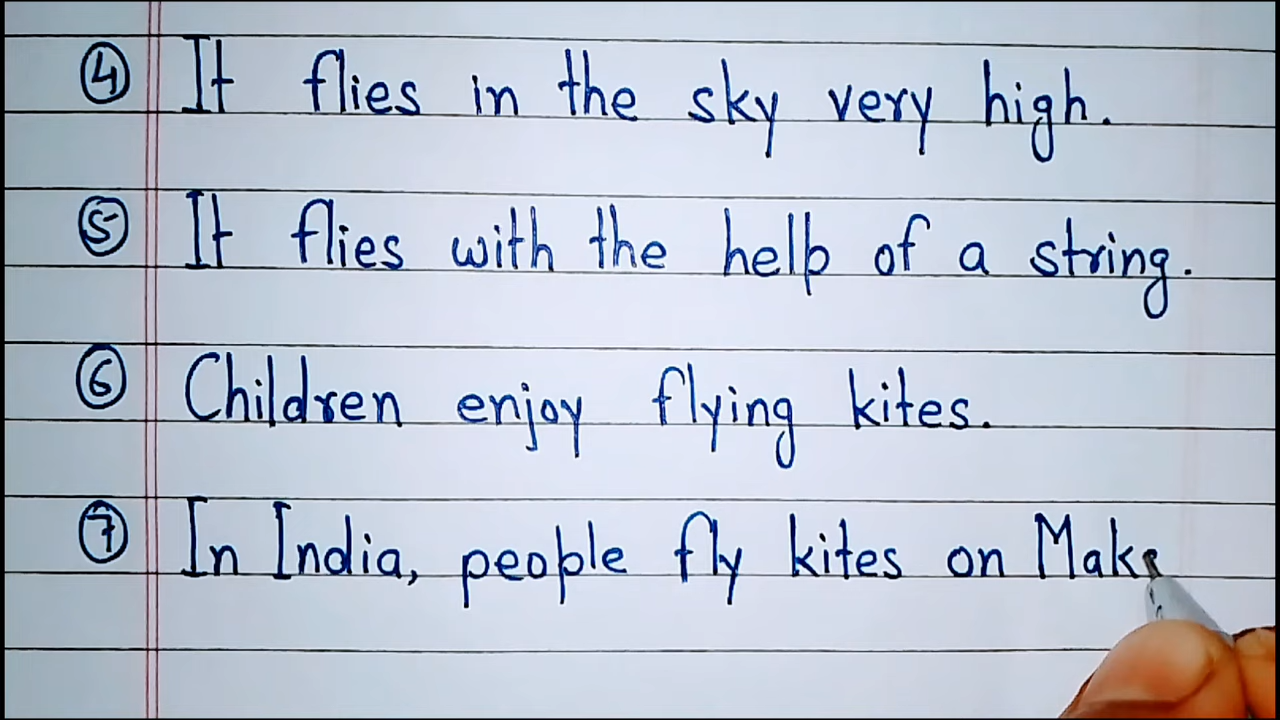 ④ It flies in the sky very high.
⑤ It flies with the help of a string.
⑥ Children enjoy flying kites.
⑦ In India, people fly kites on Mak